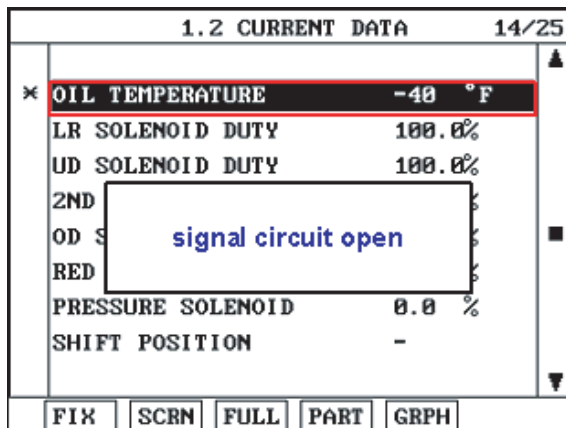 1.2 CURRENT DATA 14/25
* OIL TEMPERATURE -40 °F
LR SOLENOID DUTY 100.0%
UD SOLENOID DUTY 100.0%
2ND
OD S
signal circuit open
RED
PRESSURE SOLENOID 0.0 %
SHIFT POSITION -
FIX SCRN FULL PART GRPH